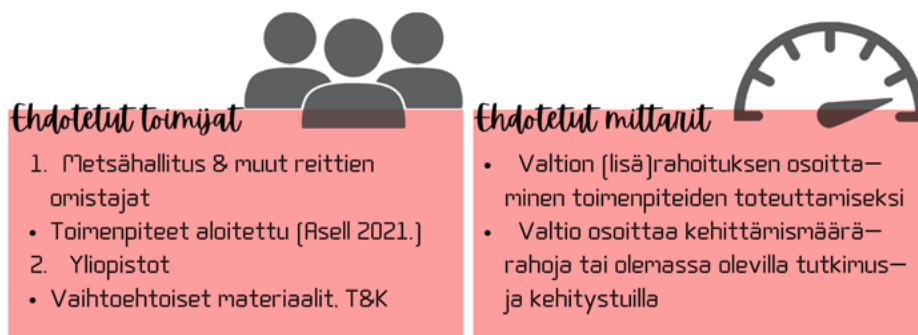 Ehdotetut toimijat
1. Metsähallitus & muut reittien
omistajat
• Toimenpiteet aloitettu (Asell 2021.)
2. Yliopistot
• Vaihtoehtoiset materiaalit. T&K
Ehdotetut mittarit
• Valtion (lisä)rahoituksen osoitta–
minen toimenpiteiden toteuttamiseksi
• Valtio osoittaa kehittämismäärä–
rahoja tai olemassa olevilla tutkimus–
ja kehitystuilla